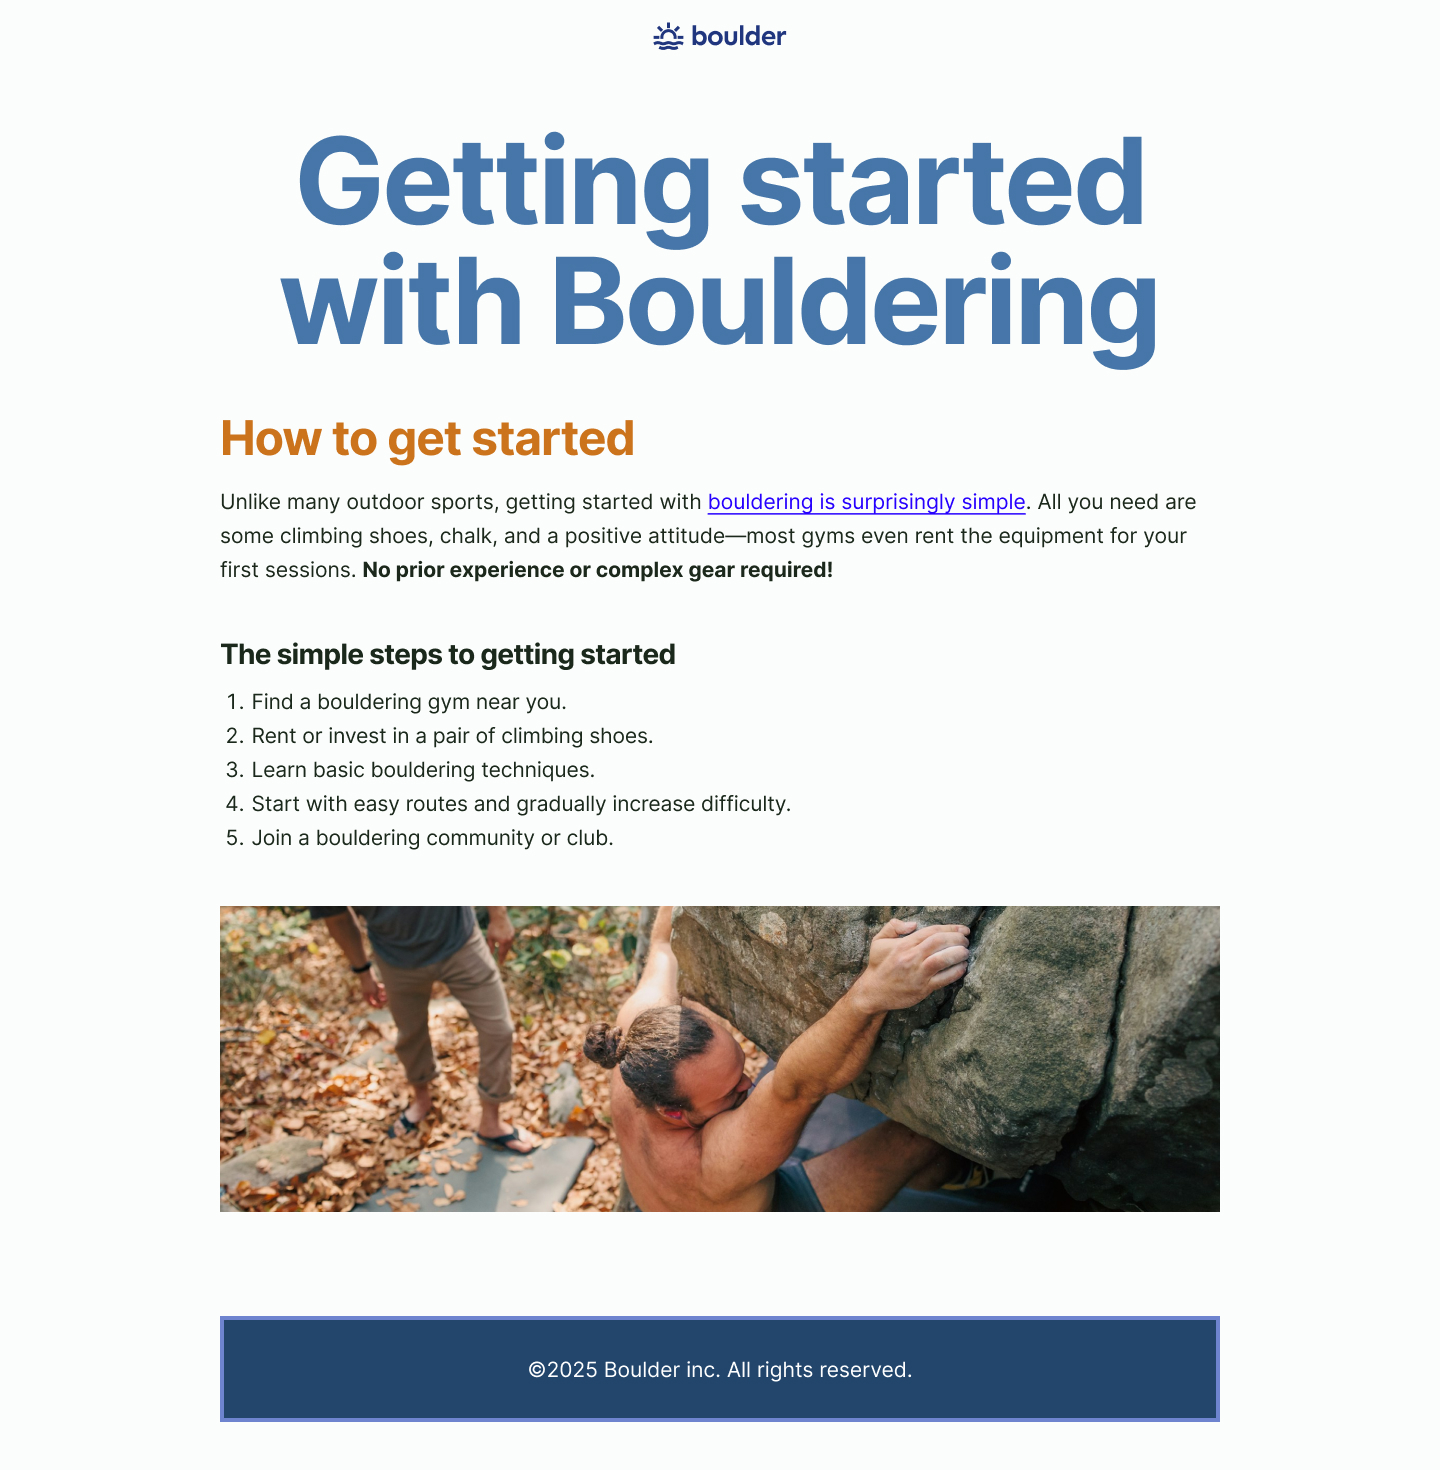 boulder
Getting started
with Bouldering
How to get started
Unlike many outdoor sports, getting started with bouldering is surprisingly simple. All you need are
some climbing shoes, chalk, and a positive attitude—most gyms even rent the equipment for your
first sessions. No prior experience or complex gear required!
The simple steps to getting started
1. Find a bouldering gym near you.
2. Rent or invest in a pair of climbing shoes.
3. Learn basic bouldering techniques.
4. Start with easy routes and gradually increase difficulty.
5. Join a bouldering community or club.
©2025 Boulder inc. All rights reserved.